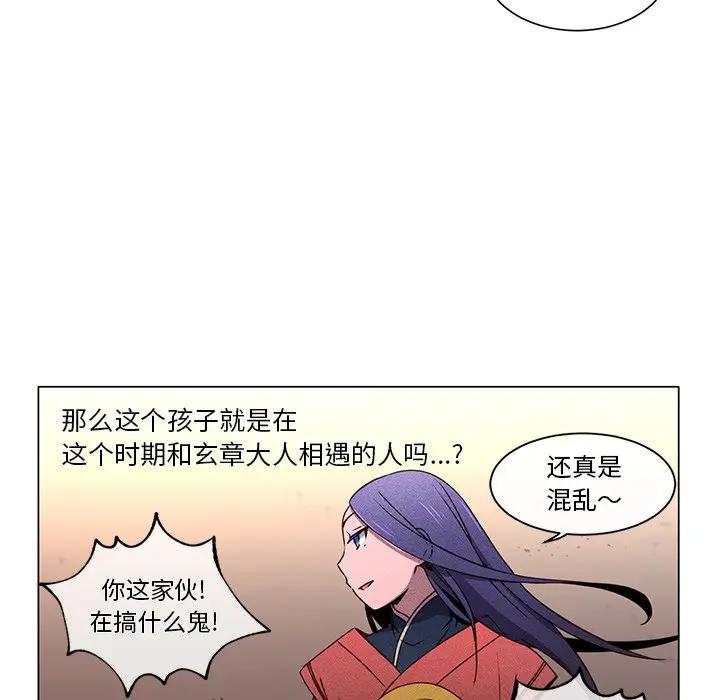 那么这个孩子就是在
这个时期和玄章大人相遇的人吗...?
还真是
混乱～
你这家伙!
在搞什么鬼!